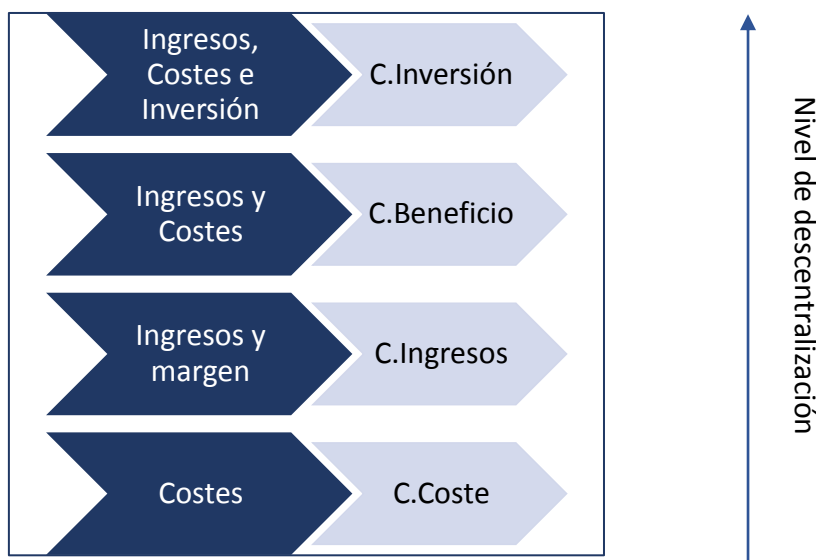 Ingresos,
Costes e
Inversión
C.Inversión
Ingresos y
Costes
C.Beneficio
Ingresos y
margen
C.Ingresos
Costes
C.Coste
Nivel de descentralización